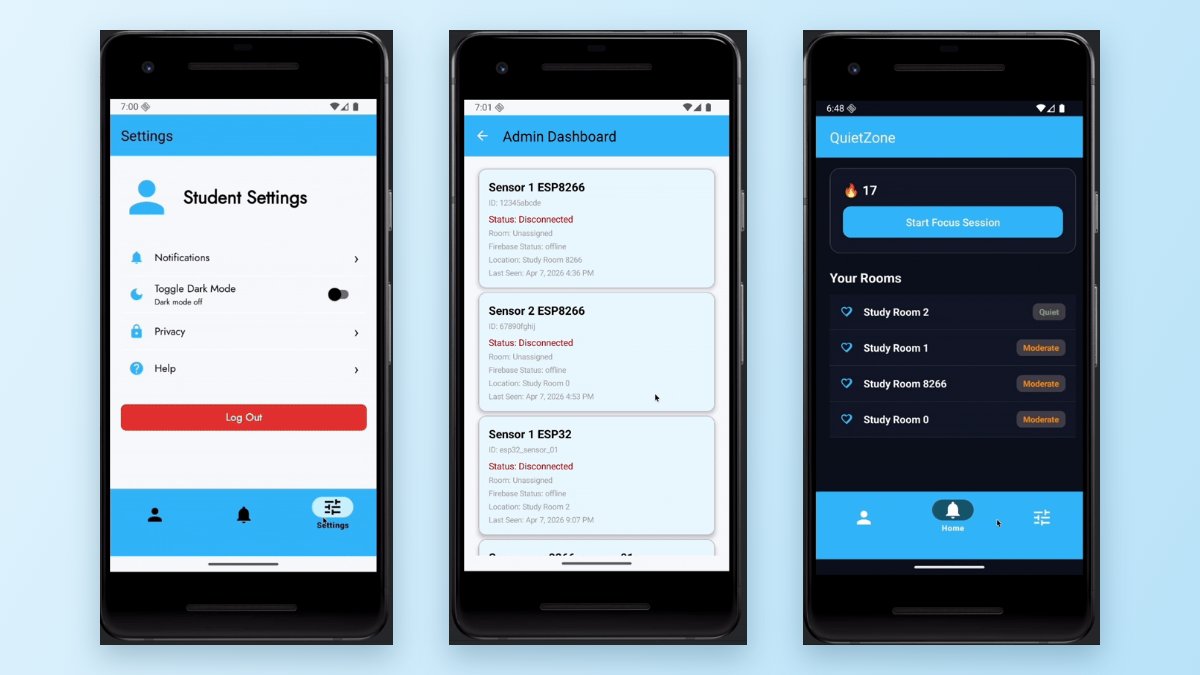 7:00
Settings
Student Settings
Notifications
Toggle Dark Mode
Dark mode off
Privacy
Help
Log Out
Settings
7:01
Admin Dashboard
Sensor 1 ESP8266
ID: 12345abcde
Status: Disconnected
Room: Unassigned
Firebase Status: offline
Location: Study Room 8266
Last Seen: Apr 7, 2026 4:36 PM
Sensor 2 ESP8266
ID: 67890fghij
Status: Disconnected
Room: Unassigned
Firebase Status: offline
Location: Study Room 0
Last Seen: Apr 7, 2026 4:53 PM
Sensor 1 ESP32
ID: esp32_sensor_01
Status: Disconnected
Room: Unassigned
Firebase Status: offline
Location: Study Room 2
Last Seen: Apr 7, 2026 9:07 PM
6:48
QuietZone
17
Start Focus Session
Your Rooms
Study Room 2 Quiet
Study Room 1 Moderate
Study Room 8266 Moderate
Study Room 0 Moderate
Home